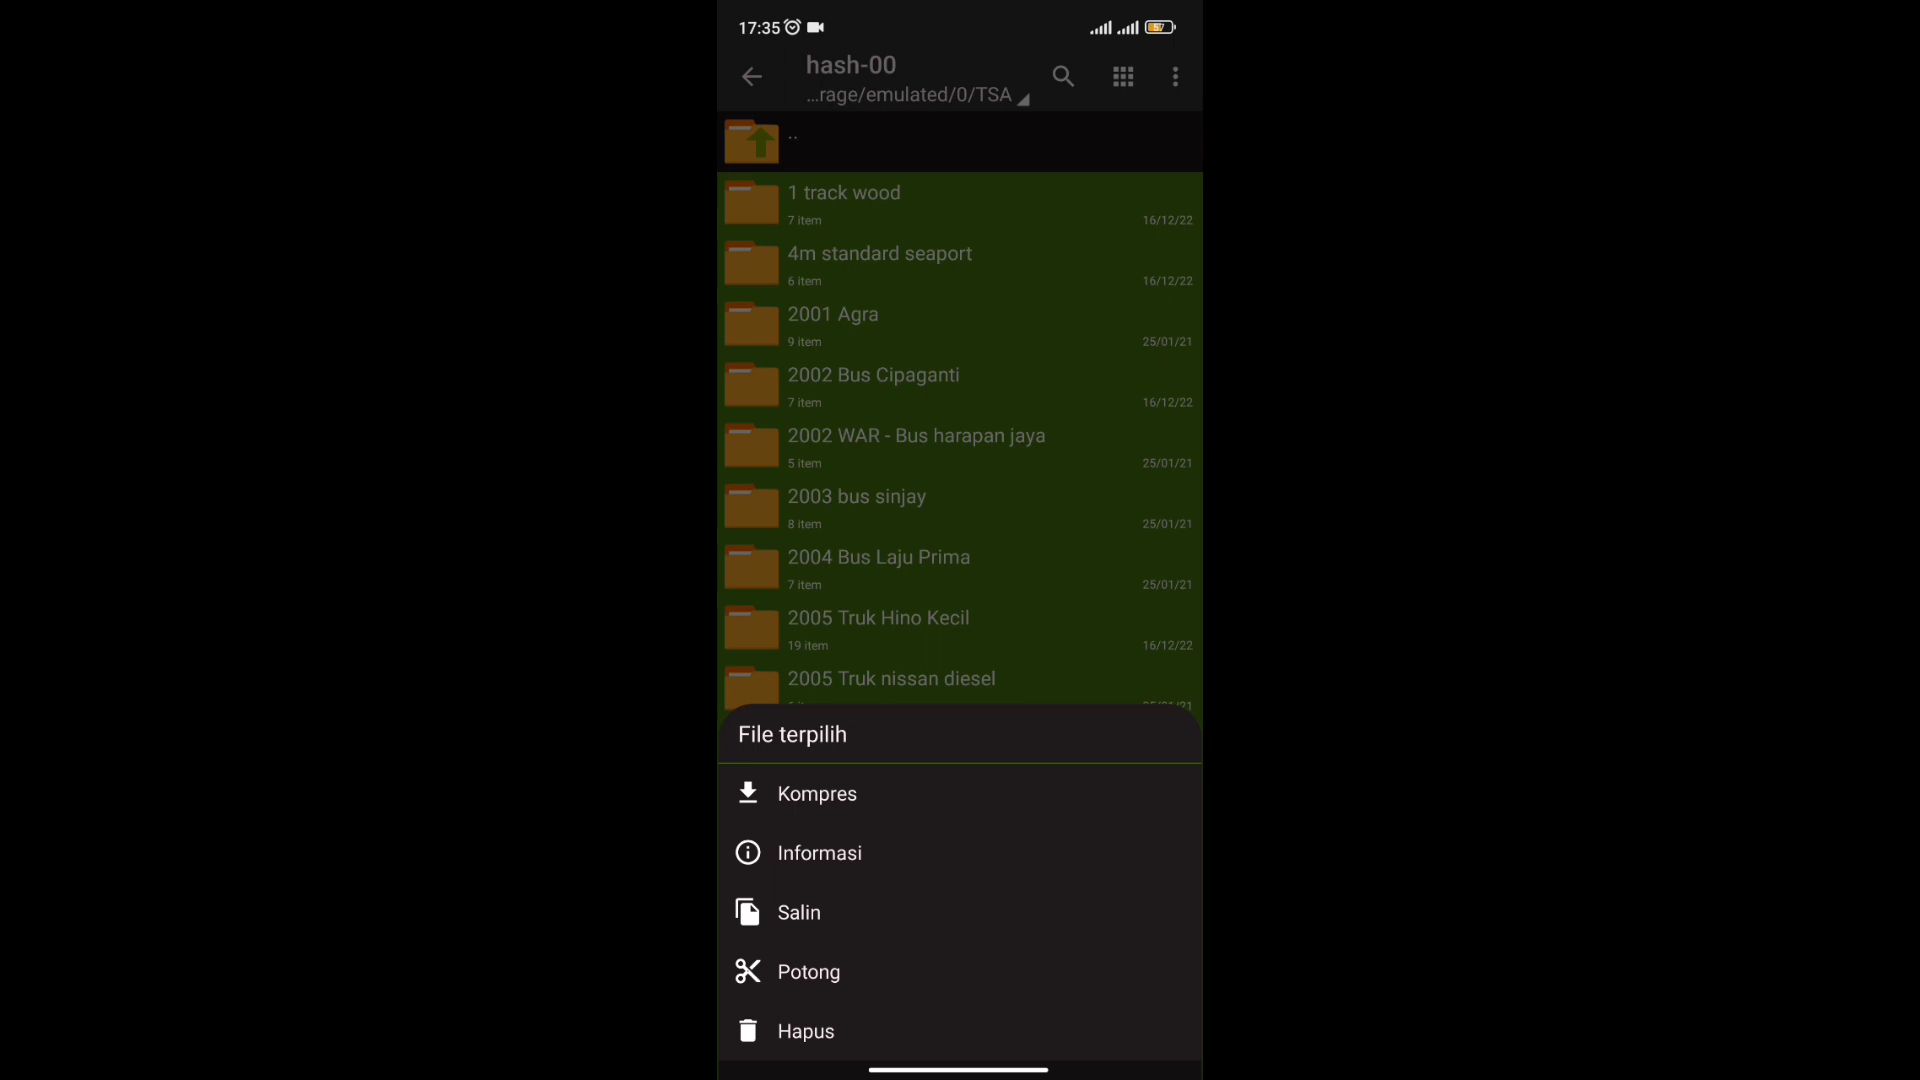 17:35
57
hash-00
...rage/emulated/0/TSA
..
1 track wood
7 item
16/12/22
4m standard seaport
6 item
16/12/22
2001 Agra
9 item
25/01/21
2002 Bus Cipaganti
7 item
16/12/22
2002 WAR - Bus harapan jaya
5 item
25/01/21
2003 bus sinjay
8 item
25/01/21
2004 Bus Laju Prima
7 item
25/01/21
2005 Truk Hino Kecil
19 item
16/12/22
2005 Truk nissan diesel
File terpilih
Kompres
Informasi
Salin
Potong
Hapus